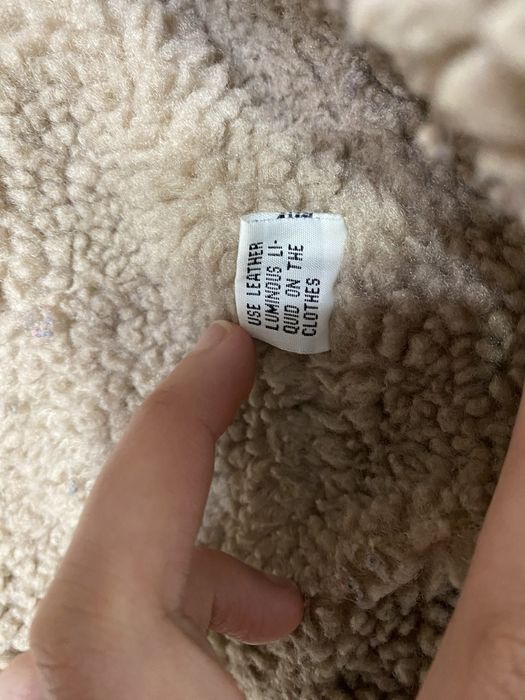 USE LEATHER
LUMINOUS LI-
QUID ON THE
CLOTHES